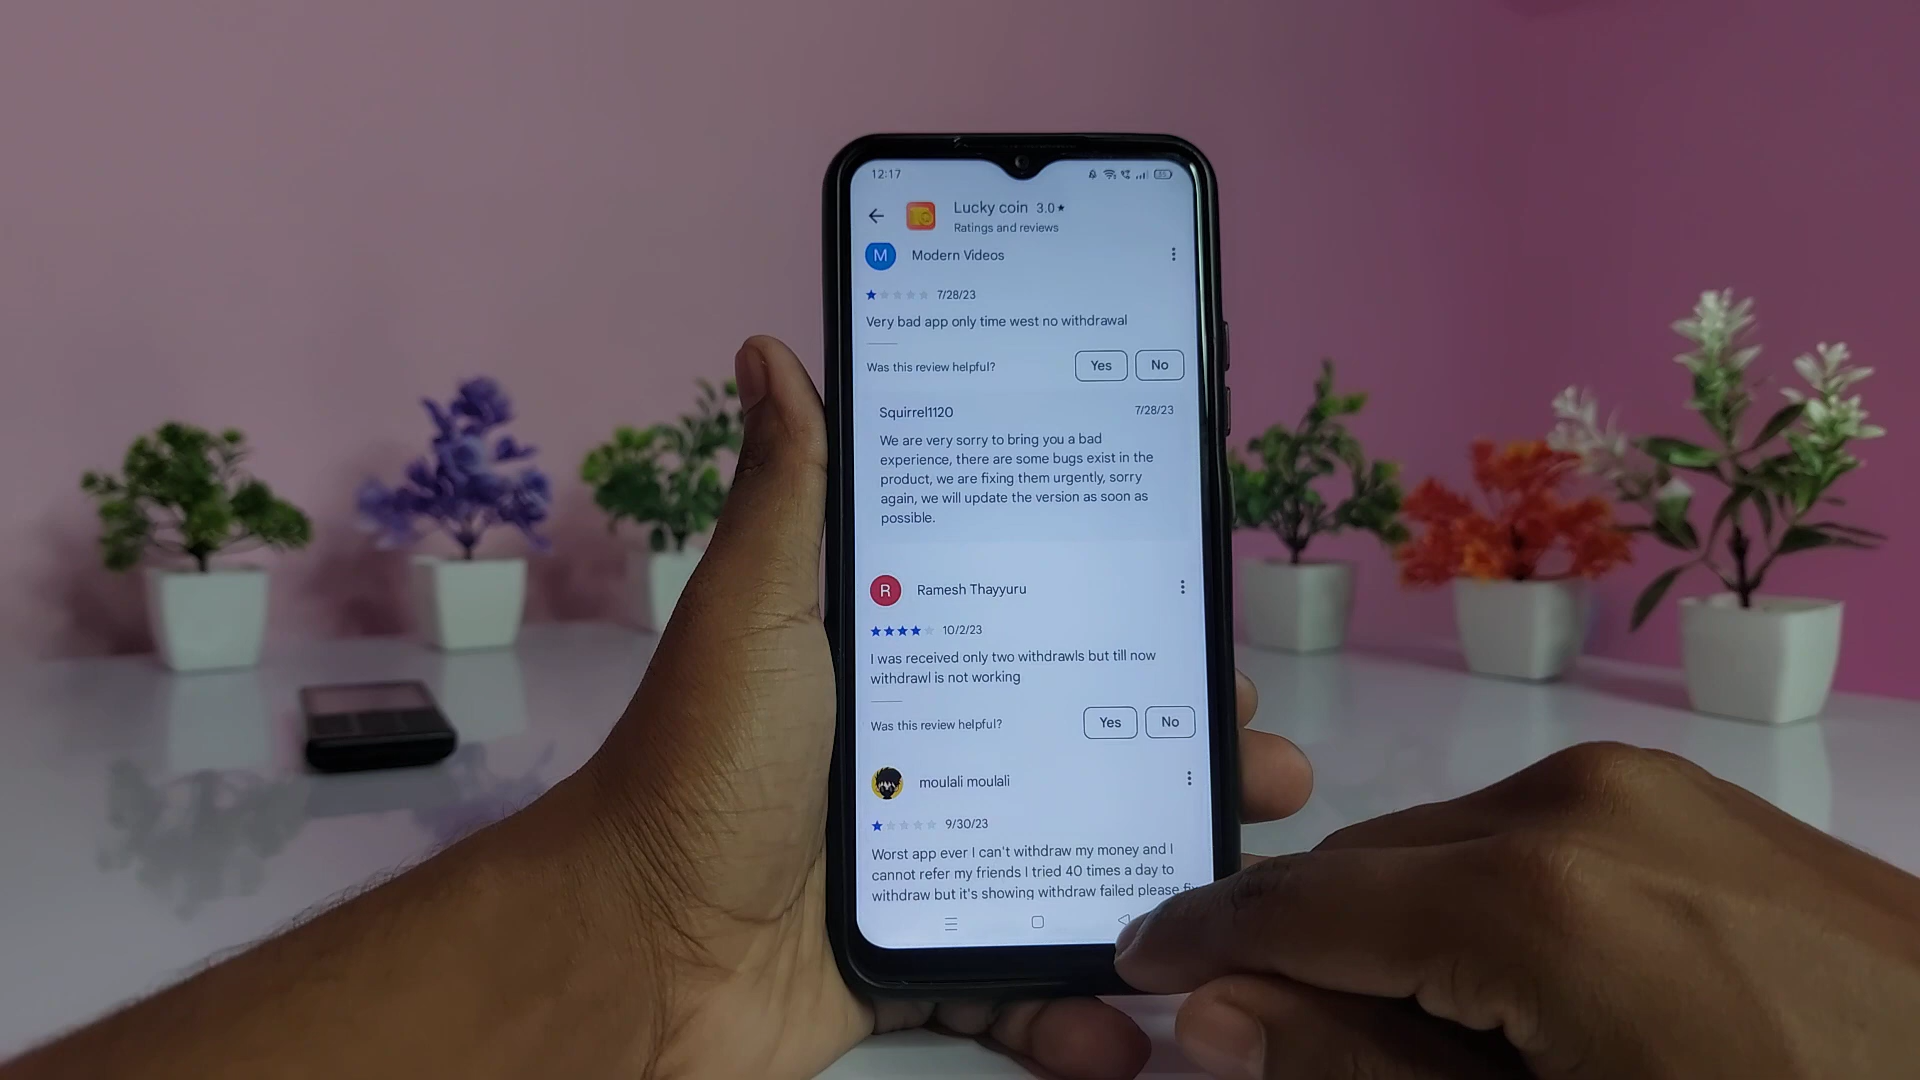 12:17
Lucky coin 3.0★
Ratings and reviews
M Modern Videos
7/28/23
Very bad app only time west no withdrawal
Was this review helpful? Yes No
Squirrel1120 7/28/23
We are very sorry to bring you a bad
experience, there are some bugs exist in the
product, we are fixing them urgently, sorry
again, we will update the version as soon as
possible.
R Ramesh Thayyuru
10/2/23
I was received only two withdrawls but till now
withdrawl is not working
Was this review helpful? Yes No
moulali moulali
9/30/23
Worst app ever I can't withdraw my money and I
cannot refer my friends I tried 40 times a day to
withdraw but it's showing withdraw failed please